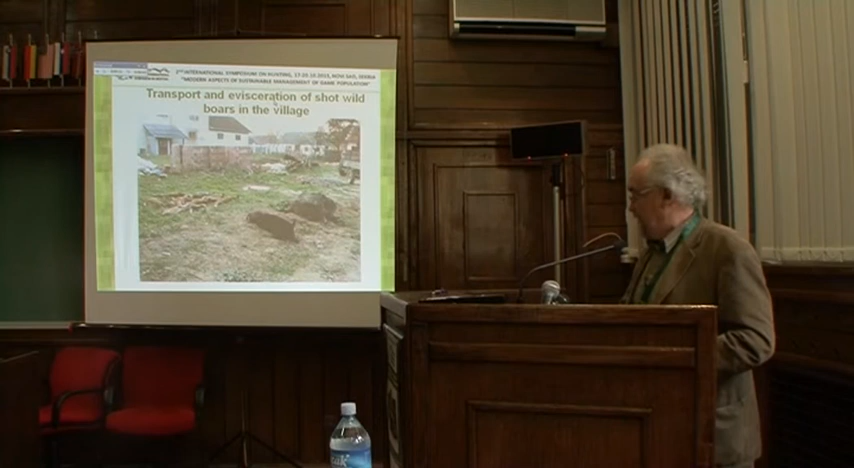 2ND INTERNATIONAL SYMPOSIUM ON HUNTING, 17-20.10.2013, NOVI SAD, SERBIA
"MODERN ASPECTS OF SUSTAINABLE MANAGEMENT OF GAME POPULATION"
Transport and evisceration of shot wild
boars in the village